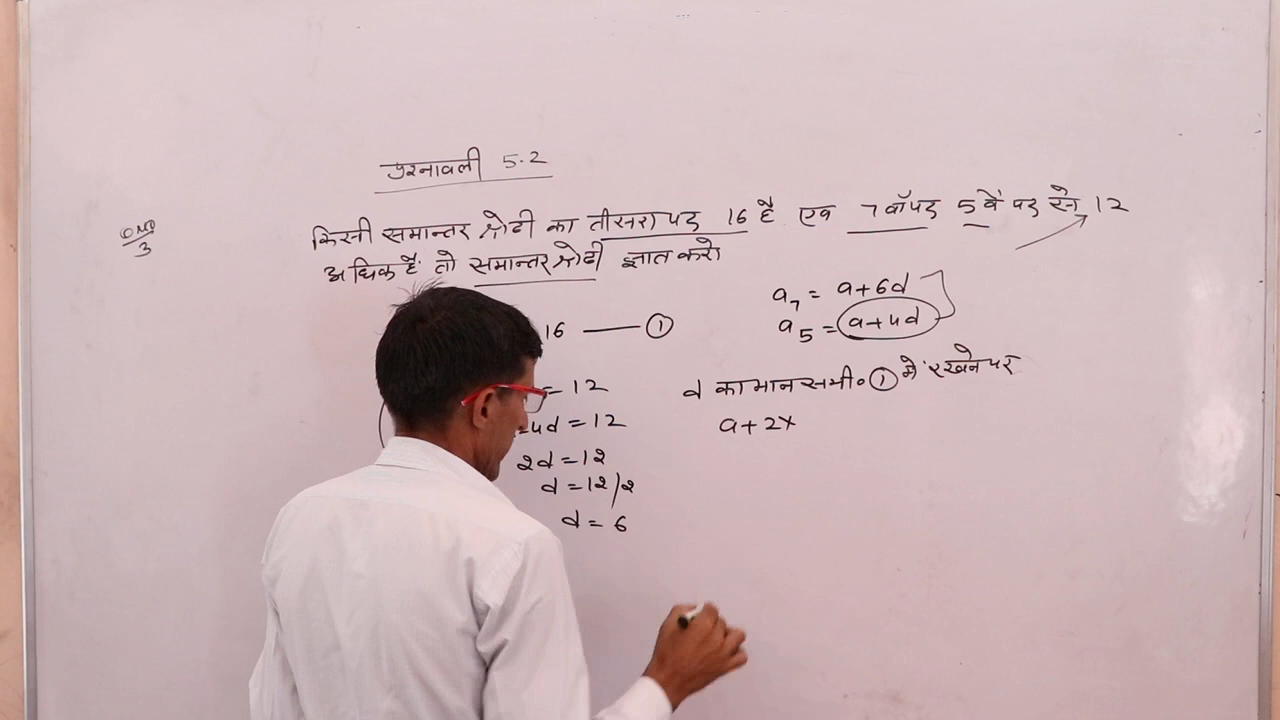 प्रश्नावली 5.2
Q NO 3
किसी समान्तर श्रेढी का तीसरा पद 16 है एव 7 वाँ पद 5 वें पद से 12
अधिक है तो समान्तर श्रेढी ज्ञात करो
16 —— ①
= 12
4d = 12
2d = 12
d = 12/2
d = 6
a7 = a+6d
a5 = a+4d
d का मान समी० ① में रखने पर
a + 2×